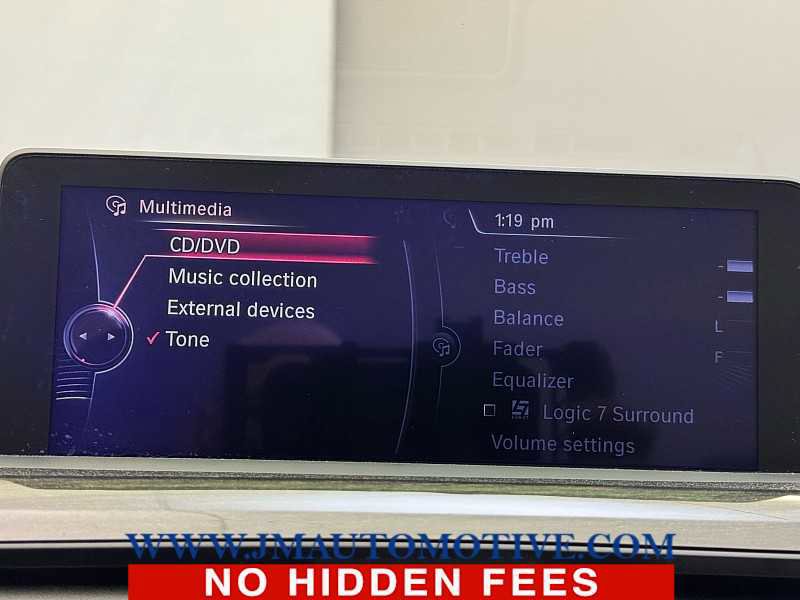 Multimedia
CD/DVD
Music collection
External devices
Tone
1:19 pm
Treble
Bass
Balance
L
Fader
F
Equalizer
Logic 7 Surround
Volume settings
WWW.JMAUTOMOTIVE.COM
NO HIDDEN FEES